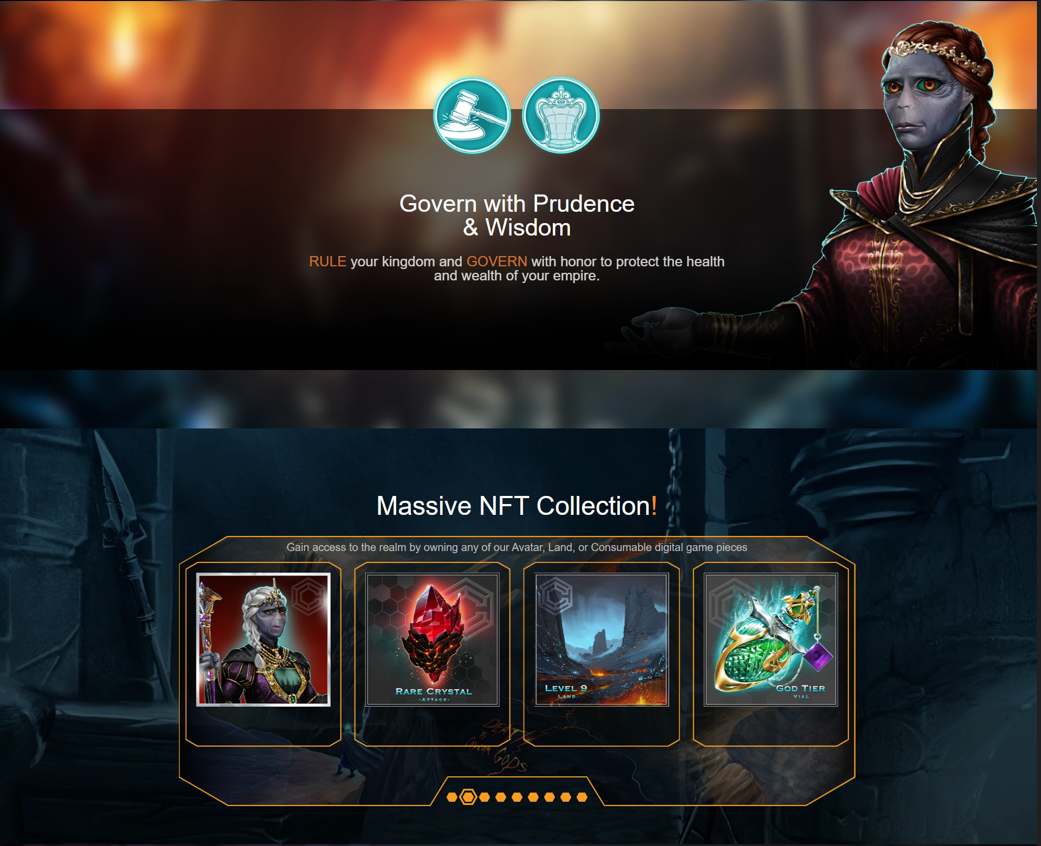 Govern with Prudence
& Wisdom
RULE your kingdom and GOVERN with honor to protect the health
and wealth of your empire.
Massive NFT Collection!
Gain access to the realm by owning any of our Avatar, Land, or Consumable digital game pieces
Rare Crystal
-Attack-
Level 9
Land
God Tier
Vial